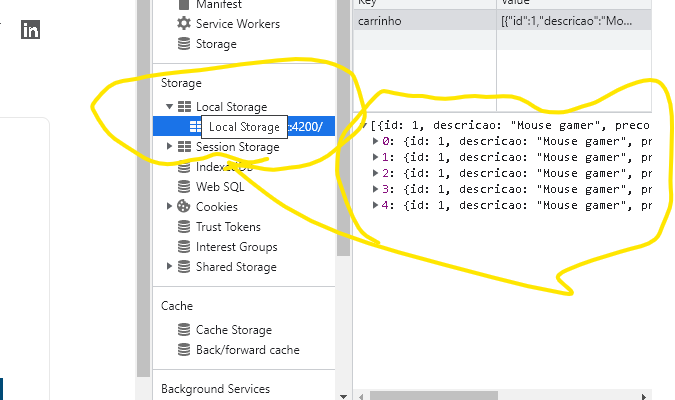 in
Manifest
Service Workers
Storage
Storage
Local Storage
Local Storage :4200/
Session Storage
Web SQL
Cookies
Trust Tokens
Interest Groups
Shared Storage
Cache
Cache Storage
Back/forward cache
Background Services
Key Value
carrinho [{"id":1,"descricao":"Mo...
[{id: 1, descricao: "Mouse gamer", preco
0: {id: 1, descricao: "Mouse gamer", pr
1: {id: 1, descricao: "Mouse gamer", pr
2: {id: 1, descricao: "Mouse gamer", pr
3: {id: 1, descricao: "Mouse gamer", pr
4: {id: 1, descricao: "Mouse gamer", pr